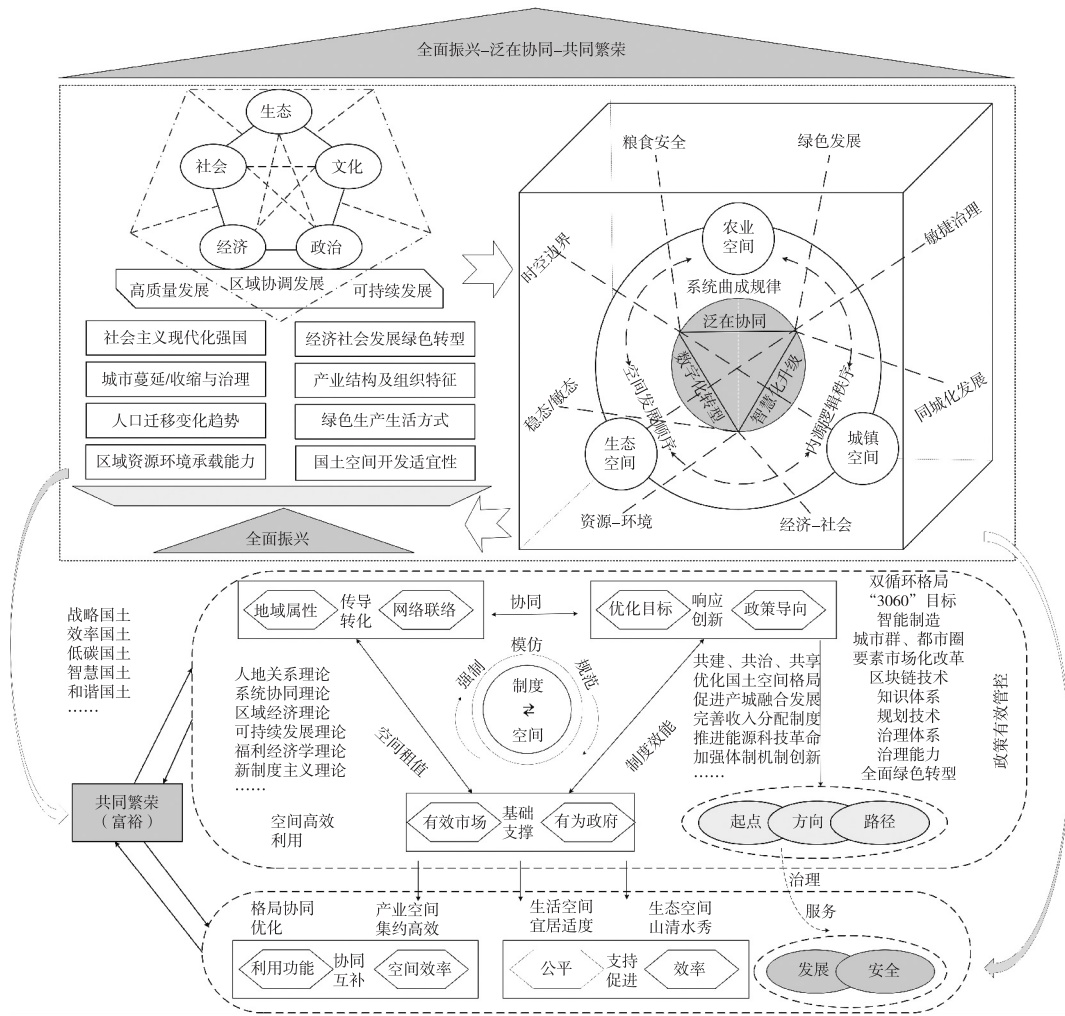 全面振兴–泛在协同–共同繁荣
生态
社会
文化
经济
政治
高质量发展
区域协调发展
可持续发展
社会主义现代化强国
经济社会发展绿色转型
城市蔓延/收缩与治理
产业结构及组织特征
人口迁移变化趋势
绿色生产生活方式
区域资源环境承载能力
国土空间开发适宜性
全面振兴
粮食安全
绿色发展
时空边界
敏捷治理
农业
空间
系统曲成规律
泛在协同
数字化转型
智慧化升级
空间发展顺序
内源逻辑秩序
稳态/敏态
同城化发展
生态
空间
城镇
空间
资源–环境
经济–社会
战略国土
效率国土
低碳国土
智慧国土
和谐国土
……
共同繁荣
（富裕）
地域属性
传导
转化
网络联络
协同
优化目标
响应
创新
政策导向
模仿
强制
规范
制度
⇄
空间
人地关系理论
系统协同理论
区域经济理论
可持续发展理论
福利经济学理论
新制度主义理论
……
空间租值
制度效能
共建、共治、共享
优化国土空间格局
促进产城融合发展
完善收入分配制度
推进能源科技革命
加强体制机制创新
……
双循环格局
“3060”目标
智能制造
城市群、都市圈
要素市场化改革
区块链技术
知识体系
规划技术
治理体系
治理能力
全面绿色转型
政策有效管控
空间高效
利用
有效市场
基础
支撑
有为政府
起点
方向
路径
治理
服务
格局协同
优化
产业空间
集约高效
生活空间
宜居适度
生态空间
山清水秀
利用功能
协同
互补
空间效率
公平
支持
促进
效率
发展
安全